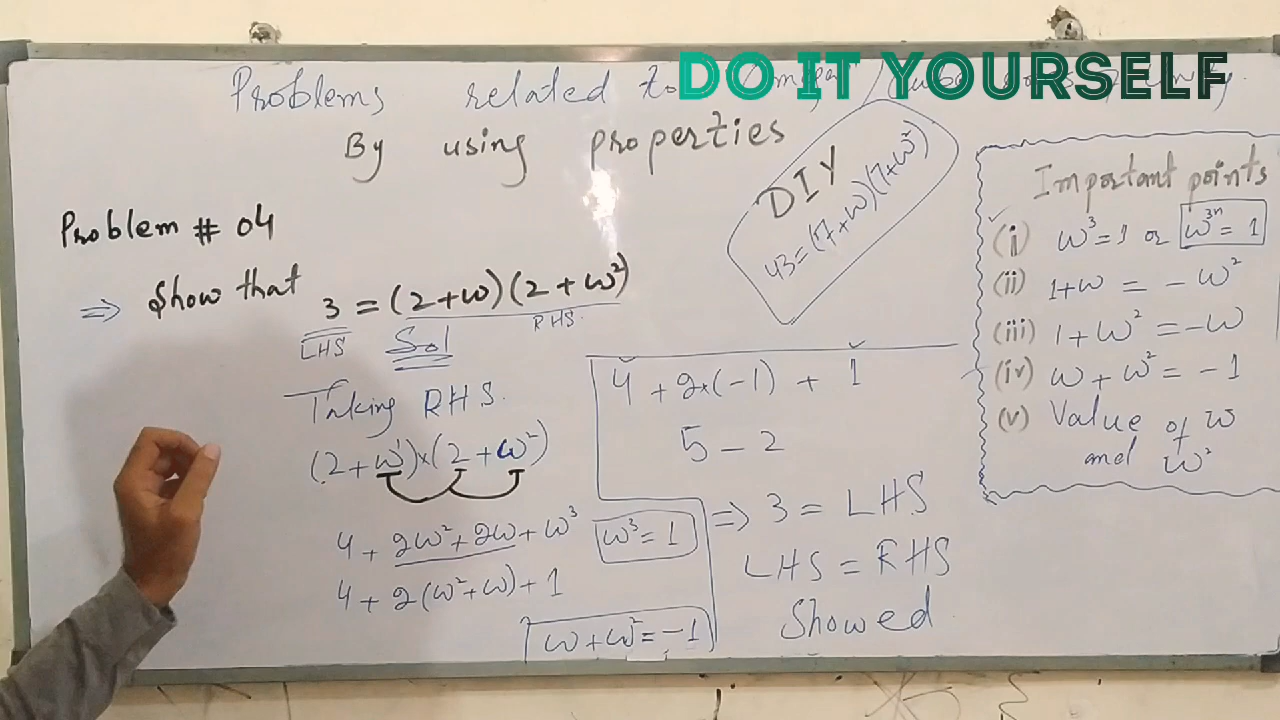 DO IT YOURSELF
Problems related to
By using properties
DIY
43=(7+ω)(7+ω²)
Important points
(i) ω³=1 or ω³ⁿ = 1
(ii) 1+ω = -ω²
(iii) 1+ω² = -ω
(iv) ω+ω² = -1
(v) Value of ω
and ω²
Problem # 04
⇒ Show that 3 = (2+ω)(2+ω²)
LHS RHS
Sol
Taking RHS.
(2+ω)×(2+ω²)
4 + 2ω²+2ω+ω³ ω³=1
4+2(ω²+ω)+1
ω+ω²=-1
4 + 2×(-1) + 1
5 - 2
⇒ 3 = LHS
LHS = RHS
Showed